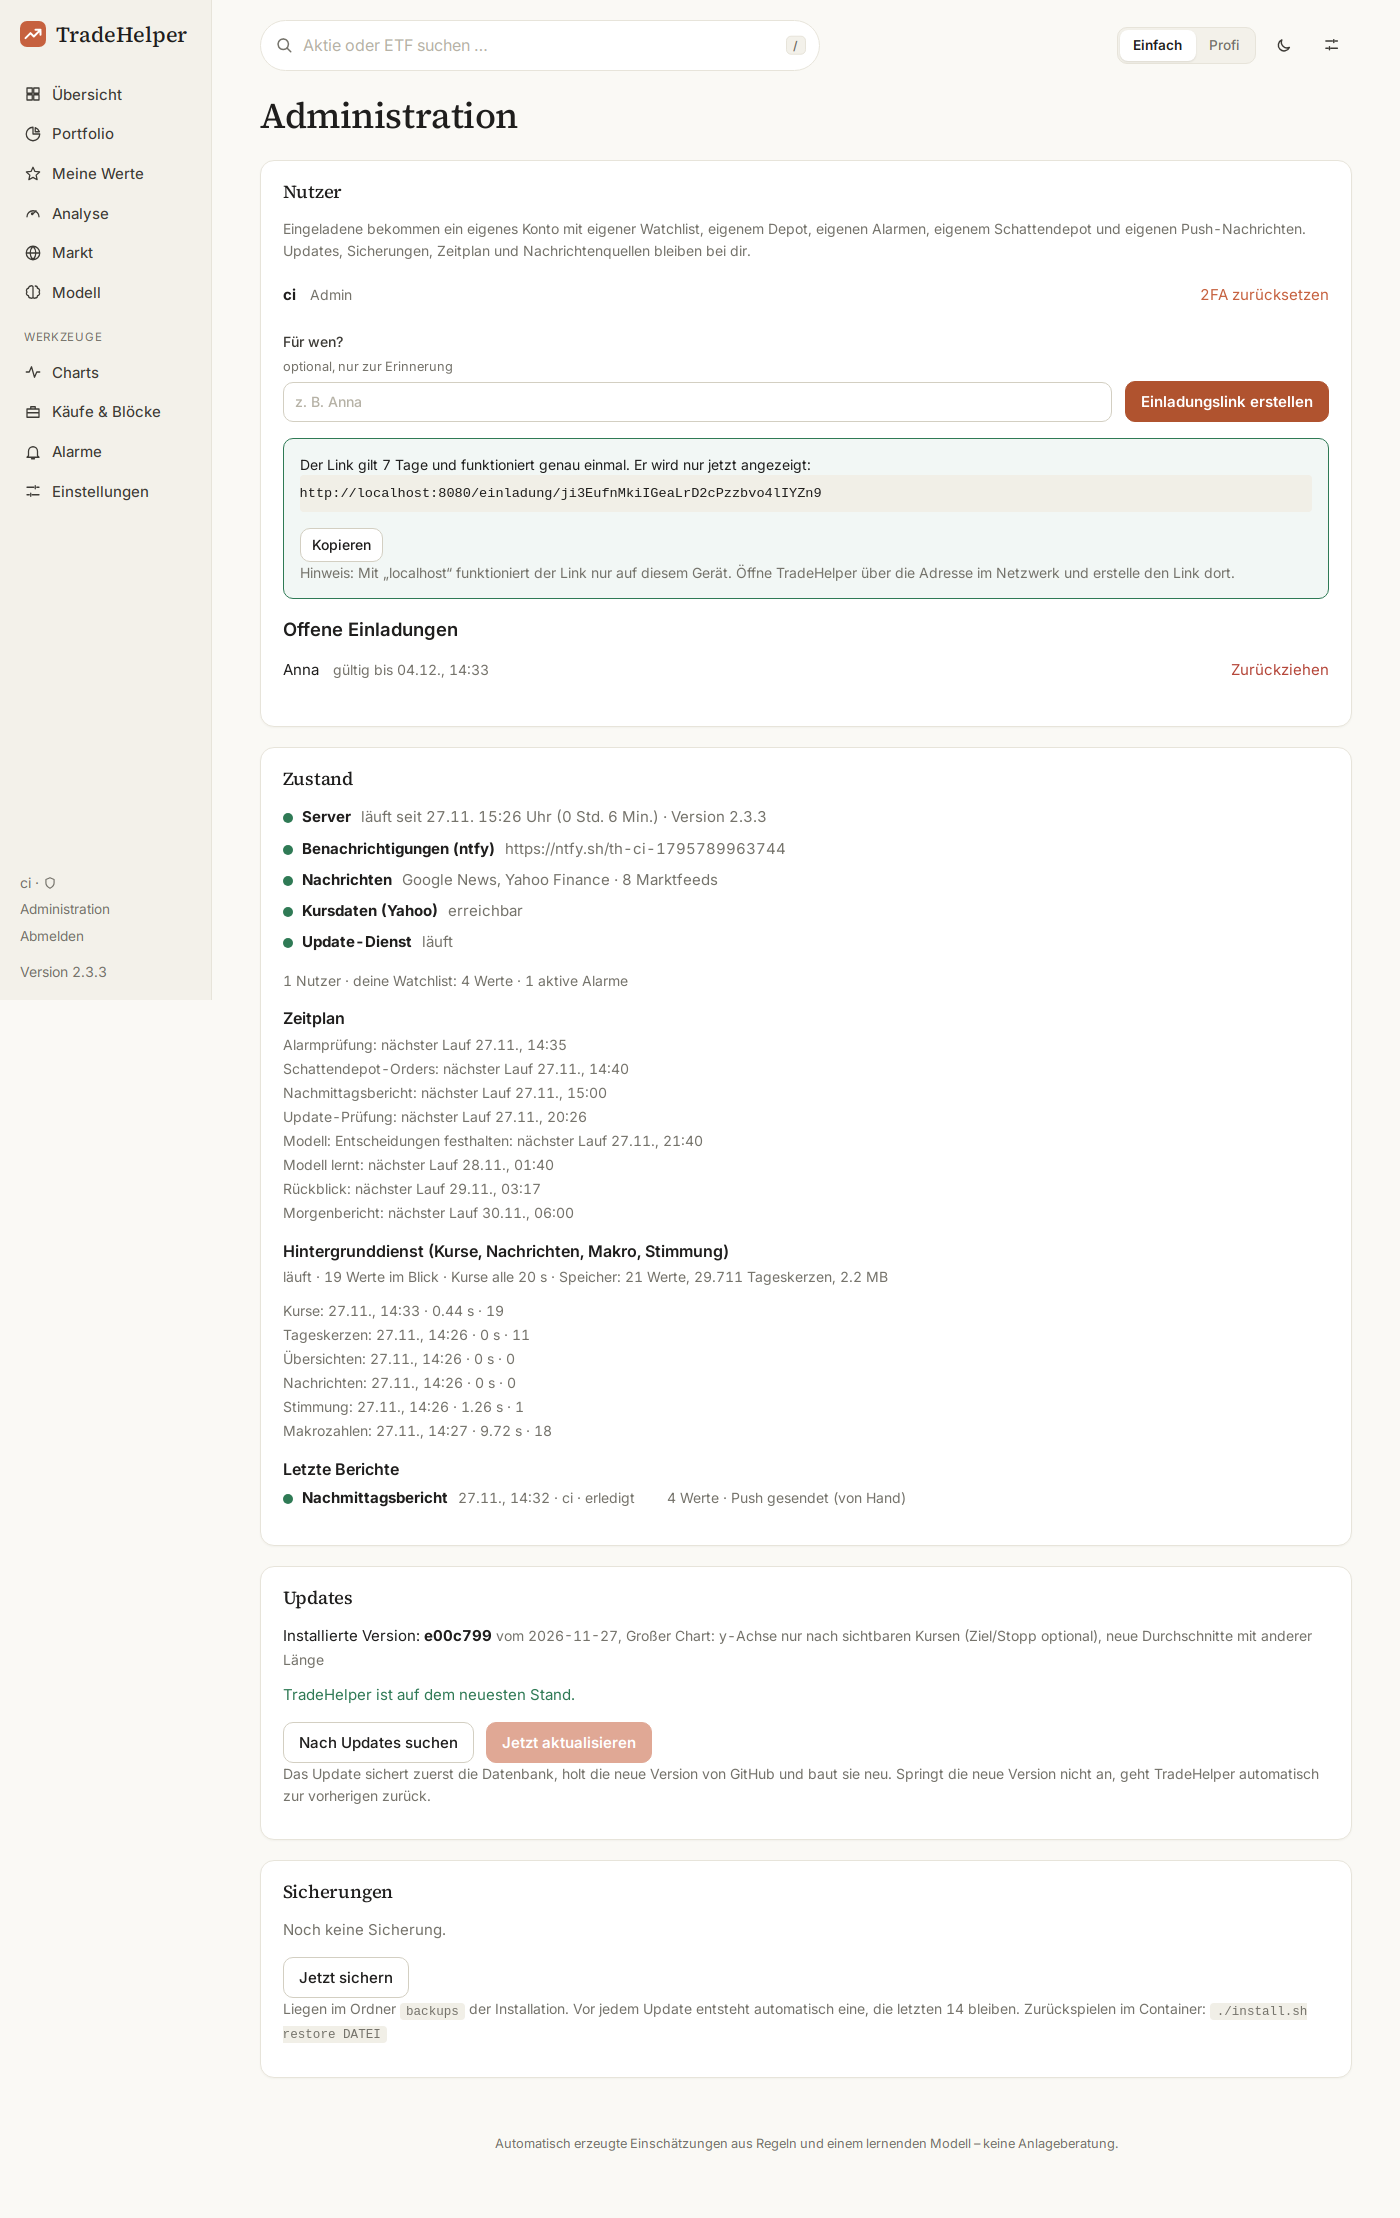 TradeHelper
Übersicht
Portfolio
Meine Werte
Analyse
Markt
Modell
WERKZEUGE
Charts
Käufe & Blöcke
Alarme
Einstellungen
ci ·
Administration
Abmelden
Version 2.3.3
Aktie oder ETF suchen ...
/
Einfach
Profi
Administration
Nutzer
Eingeladene bekommen ein eigenes Konto mit eigener Watchlist, eigenem Depot, eigenen Alarmen, eigenem Schattendepot und eigenen Push-Nachrichten.
Updates, Sicherungen, Zeitplan und Nachrichtenquellen bleiben bei dir.
ci Admin
2FA zurücksetzen
Für wen?
optional, nur zur Erinnerung
z. B. Anna
Einladungslink erstellen
Der Link gilt 7 Tage und funktioniert genau einmal. Er wird nur jetzt angezeigt:
http://localhost:8080/einladung/ji3EufnMkiIGeaLrD2cPzzbvo4lIYZn9
Kopieren
Hinweis: Mit „localhost“ funktioniert der Link nur auf diesem Gerät. Öffne TradeHelper über die Adresse im Netzwerk und erstelle den Link dort.
Offene Einladungen
Anna gültig bis 04.12., 14:33
Zurückziehen
Zustand
Server läuft seit 27.11. 15:26 Uhr (0 Std. 6 Min.) · Version 2.3.3
Benachrichtigungen (ntfy) https://ntfy.sh/th-ci-1795789963744
Nachrichten Google News, Yahoo Finance · 8 Marktfeeds
Kursdaten (Yahoo) erreichbar
Update-Dienst läuft
1 Nutzer · deine Watchlist: 4 Werte · 1 aktive Alarme
Zeitplan
Alarmprüfung: nächster Lauf 27.11., 14:35
Schattendepot-Orders: nächster Lauf 27.11., 14:40
Nachmittagsbericht: nächster Lauf 27.11., 15:00
Update-Prüfung: nächster Lauf 27.11., 20:26
Modell: Entscheidungen festhalten: nächster Lauf 27.11., 21:40
Modell lernt: nächster Lauf 28.11., 01:40
Rückblick: nächster Lauf 29.11., 03:17
Morgenbericht: nächster Lauf 30.11., 06:00
Hintergrunddienst (Kurse, Nachrichten, Makro, Stimmung)
läuft · 19 Werte im Blick · Kurse alle 20 s · Speicher: 21 Werte, 29.711 Tageskerzen, 2.2 MB
Kurse: 27.11., 14:33 · 0.44 s · 19
Tageskerzen: 27.11., 14:26 · 0 s · 11
Übersichten: 27.11., 14:26 · 0 s · 0
Nachrichten: 27.11., 14:26 · 0 s · 0
Stimmung: 27.11., 14:26 · 1.26 s · 1
Makrozahlen: 27.11., 14:27 · 9.72 s · 18
Letzte Berichte
Nachmittagsbericht 27.11., 14:32 · ci · erledigt 4 Werte · Push gesendet (von Hand)
Updates
Installierte Version: e00c799 vom 2026-11-27, Großer Chart: y-Achse nur nach sichtbaren Kursen (Ziel/Stopp optional), neue Durchschnitte mit anderer
Länge
TradeHelper ist auf dem neuesten Stand.
Nach Updates suchen
Jetzt aktualisieren
Das Update sichert zuerst die Datenbank, holt die neue Version von GitHub und baut sie neu. Springt die neue Version nicht an, geht TradeHelper automatisch
zur vorherigen zurück.
Sicherungen
Noch keine Sicherung.
Jetzt sichern
Liegen im Ordner backups der Installation. Vor jedem Update entsteht automatisch eine, die letzten 14 bleiben. Zurückspielen im Container: ./install.sh
restore DATEI
Automatisch erzeugte Einschätzungen aus Regeln und einem lernenden Modell – keine Anlageberatung.